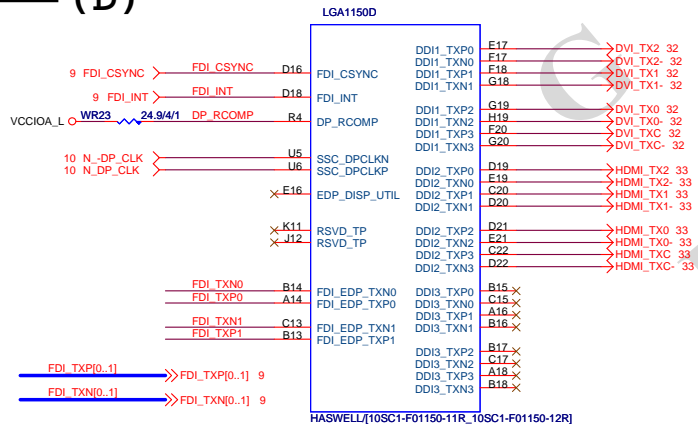 (D)
LGA1150D
9 FDI_CSYNC FDI_CSYNC D16 FDI_CSYNC
9 FDI_INT FDI_INT D18 FDI_INT
VCCIOA_L WR23 24.9/4/1 DP_RCOMP R4 DP_RCOMP
10 N_-DP_CLK U5 SSC_DPCLKN
10 N_DP_CLK U6 SSC_DPCLKP
E16 EDP_DISP_UTIL
K11 RSVD_TP
J12 RSVD_TP
FDI_TXN0 B14 FDI_EDP_TXN0
FDI_TXP0 A14 FDI_EDP_TXP0
FDI_TXN1 C13 FDI_EDP_TXN1
FDI_TXP1 B13 FDI_EDP_TXP1
FDI_TXP[0..1] FDI_TXP[0..1] 9
FDI_TXN[0..1] FDI_TXN[0..1] 9
DDI1_TXP0 E17 DVI_TX2 32
DDI1_TXN0 F17 DVI_TX2- 32
DDI1_TXP1 F18 DVI_TX1 32
DDI1_TXN1 G18 DVI_TX1- 32
DDI1_TXP2 G19 DVI_TX0 32
DDI1_TXN2 H19 DVI_TX0- 32
DDI1_TXP3 F20 DVI_TXC 32
DDI1_TXN3 G20 DVI_TXC- 32
DDI2_TXP0 D19 HDMI_TX2 33
DDI2_TXN0 E19 HDMI_TX2- 33
DDI2_TXP1 C20 HDMI_TX1 33
DDI2_TXN1 D20 HDMI_TX1- 33
DDI2_TXP2 D21 HDMI_TX0 33
DDI2_TXN2 E21 HDMI_TX0- 33
DDI2_TXP3 C22 HDMI_TXC 33
DDI2_TXN3 D22 HDMI_TXC- 33
DDI3_TXP0 B15
DDI3_TXN0 C15
DDI3_TXP1 A16
DDI3_TXN1 B16
DDI3_TXP2 B17
DDI3_TXN2 C17
DDI3_TXP3 A18
DDI3_TXN3 B18
HASWELL/[10SC1-F01150-11R_10SC1-F01150-12R]
G